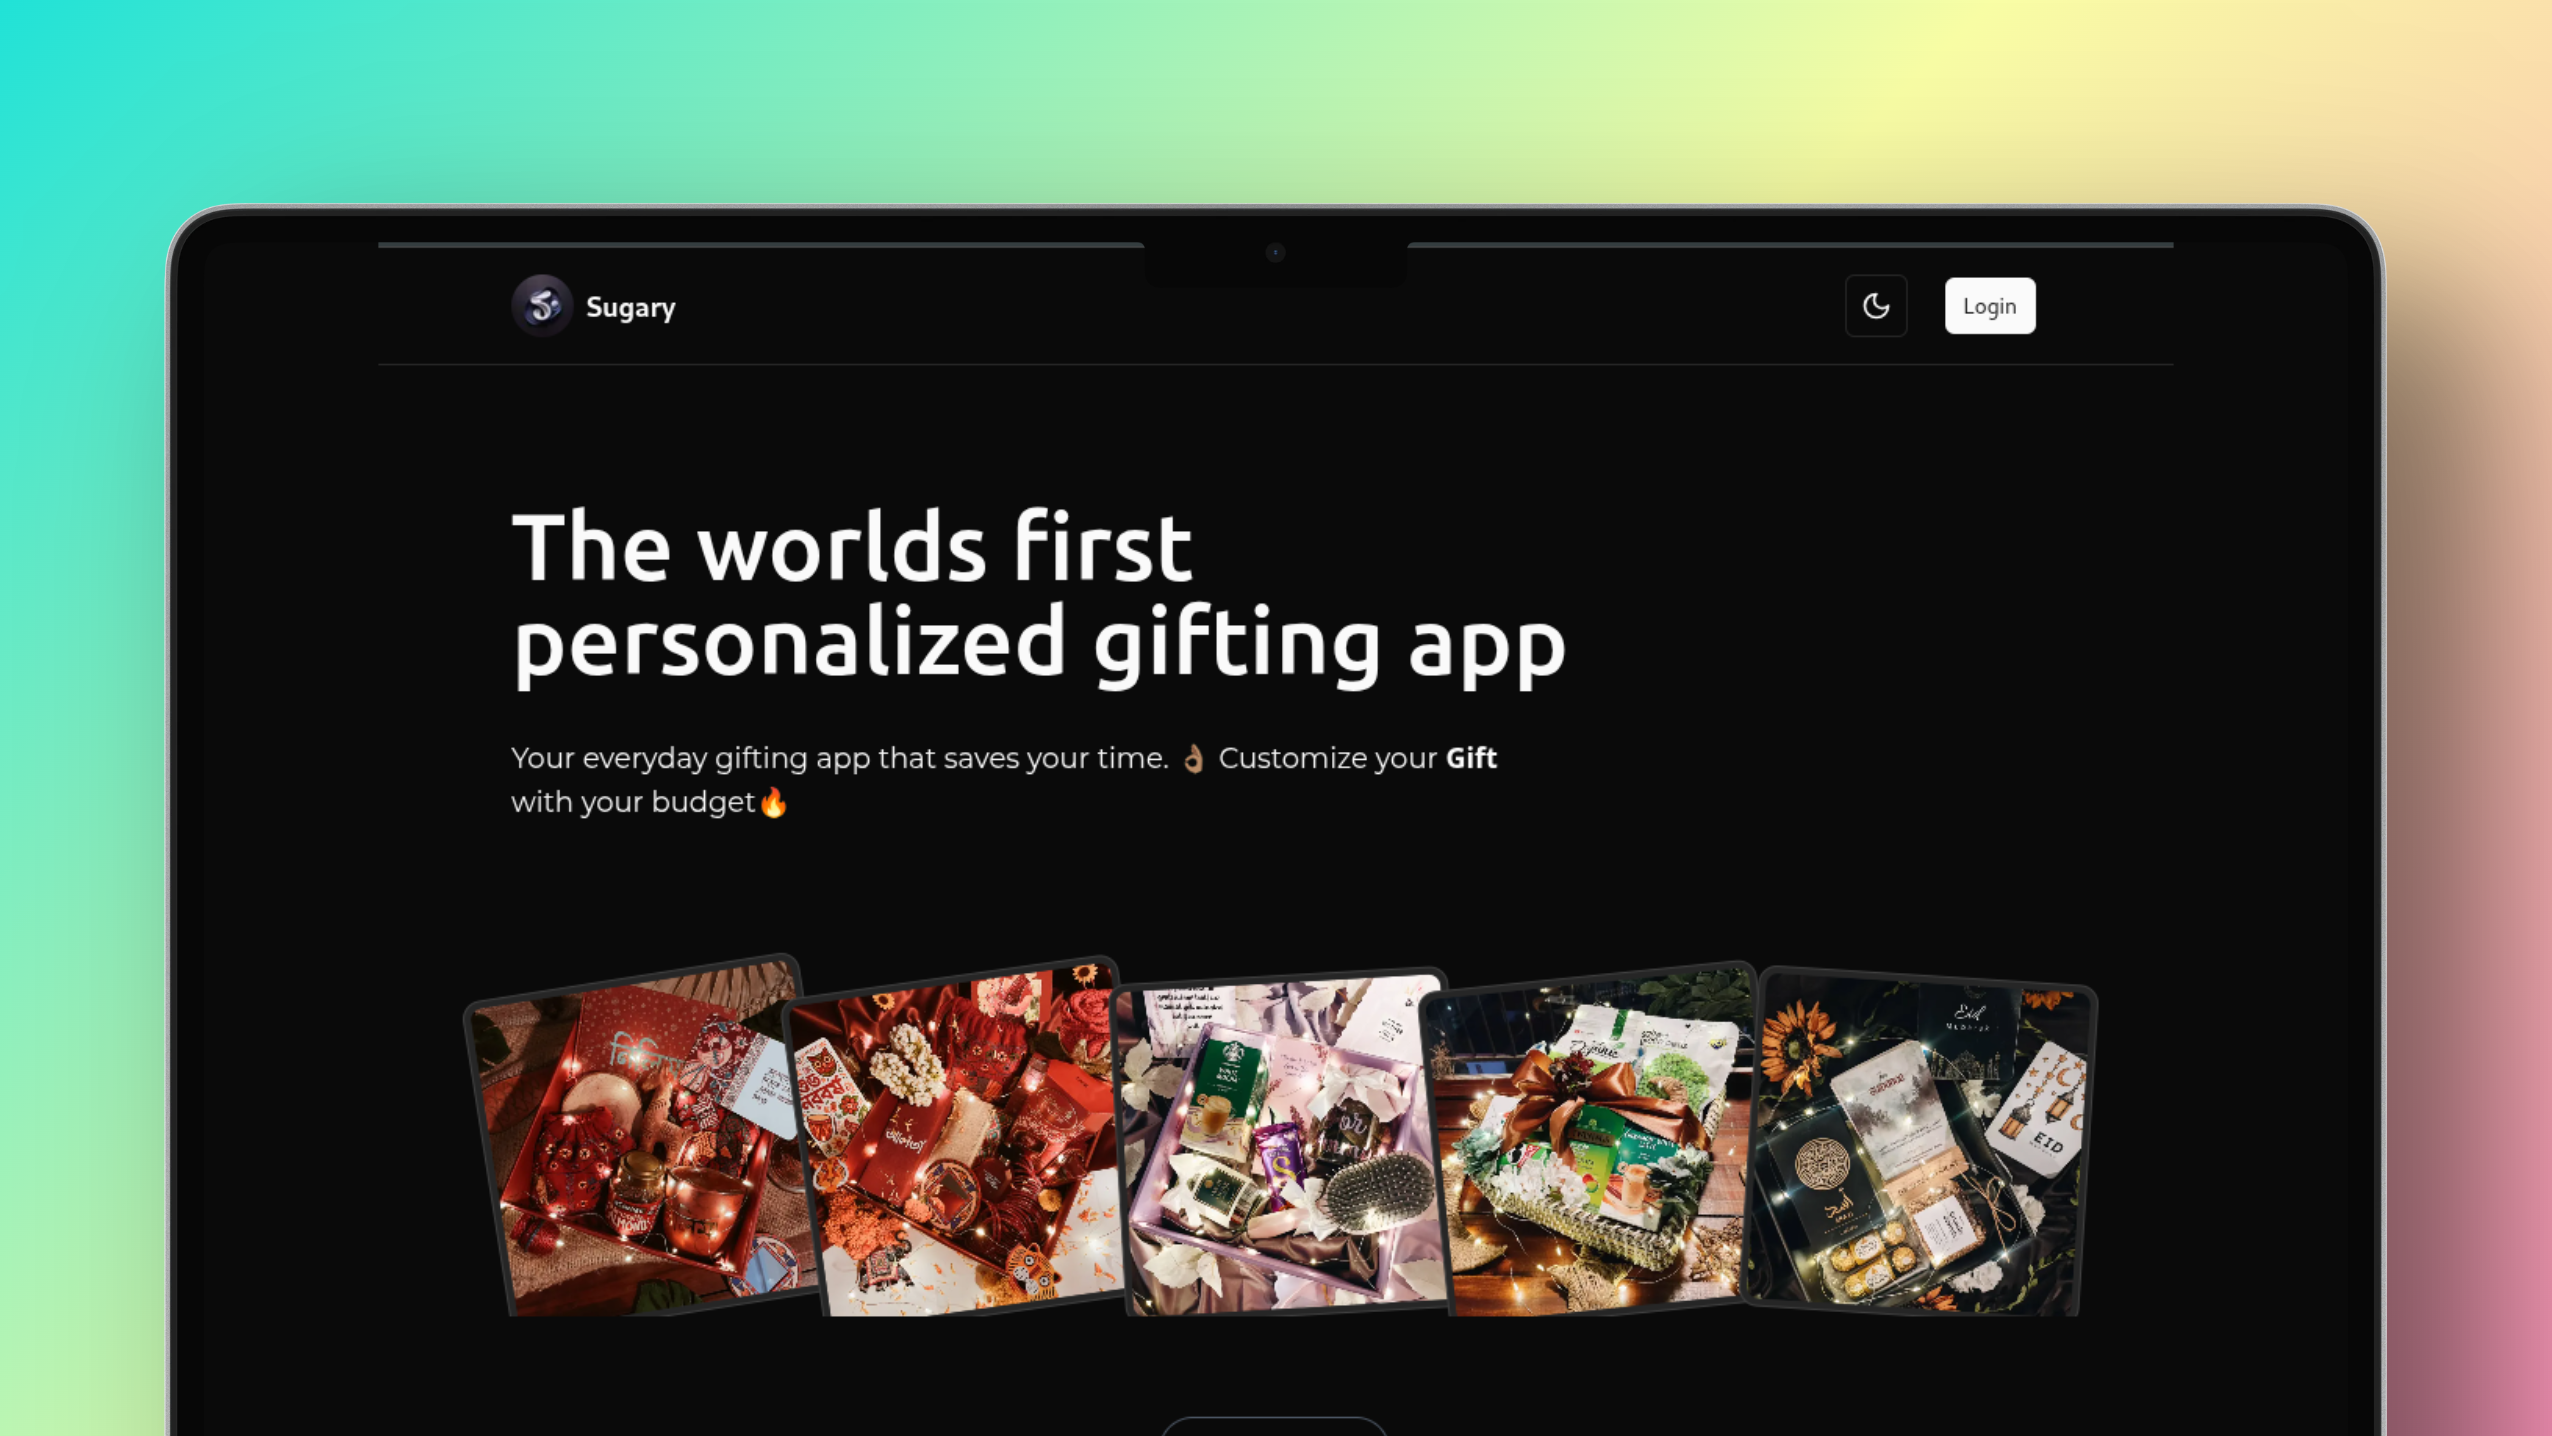 Sugary
Login
The worlds first
personalized gifting app
Your everyday gifting app that saves your time. 👌🏽 Customize your Gift
with your budget🔥
Eid
EID